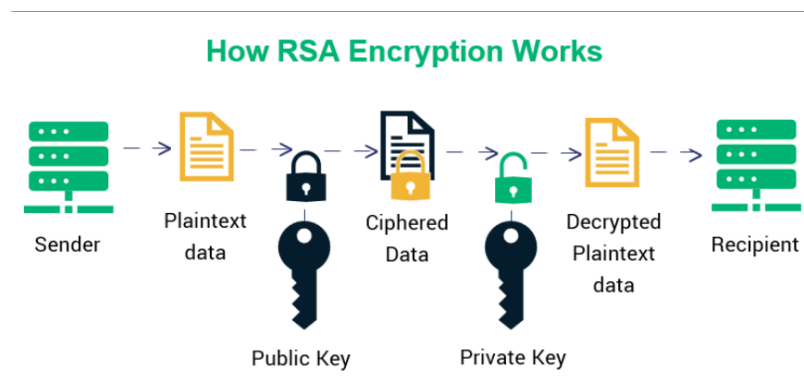 How RSA Encryption Works
Sender
Plaintext
data
Public Key
Ciphered
Data
Private Key
Decrypted
Plaintext
data
Recipient